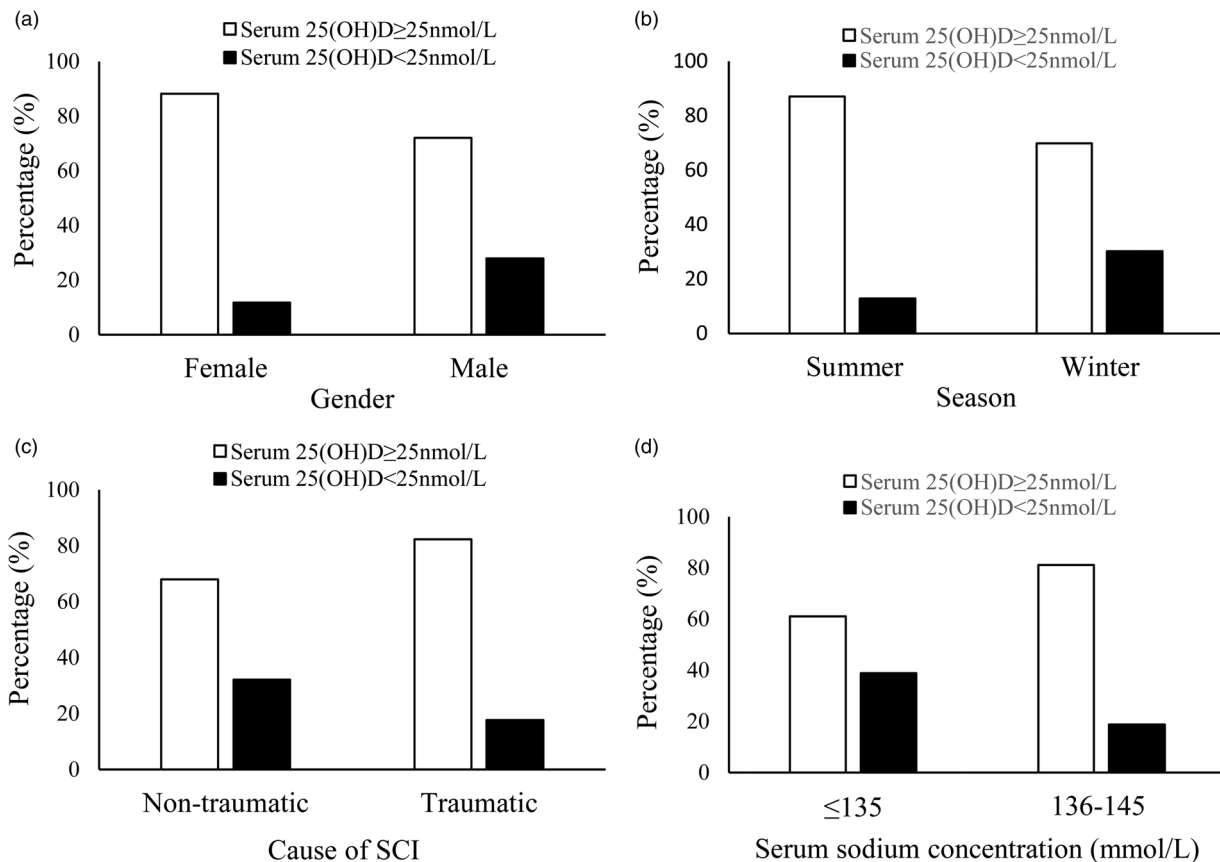 (a)
Serum 25(OH)D≥25nmol/L
Serum 25(OH)D<25nmol/L
Percentage (%)
100
80
60
40
20
0
Female
Male
Gender
(b)
Serum 25(OH)D≥25nmol/L
Serum 25(OH)D<25nmol/L
Percentage (%)
100
80
60
40
20
0
Summer
Winter
Season
(c)
Serum 25(OH)D≥25nmol/L
Serum 25(OH)D<25nmol/L
Percentage (%)
100
80
60
40
20
0
Non-traumatic
Traumatic
Cause of SCI
(d)
Serum 25(OH)D≥25nmol/L
Serum 25(OH)D<25nmol/L
Percentage (%)
100
80
60
40
20
0
≤135
136-145
Serum sodium concentration (mmol/L)